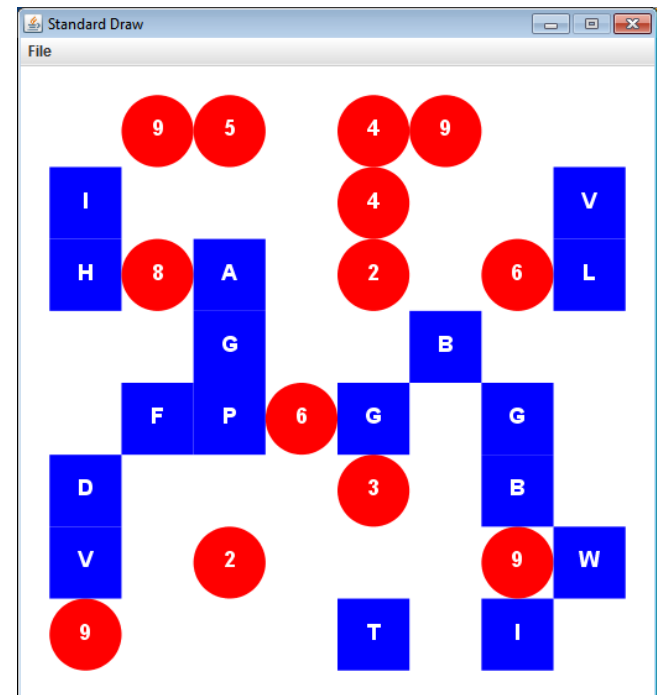 Standard Draw
File
9 5 4 9
I 4 V
H 8 A 2 6 L
G B
F P 6 G G
D 3 B
V 2 9 W
9 T I